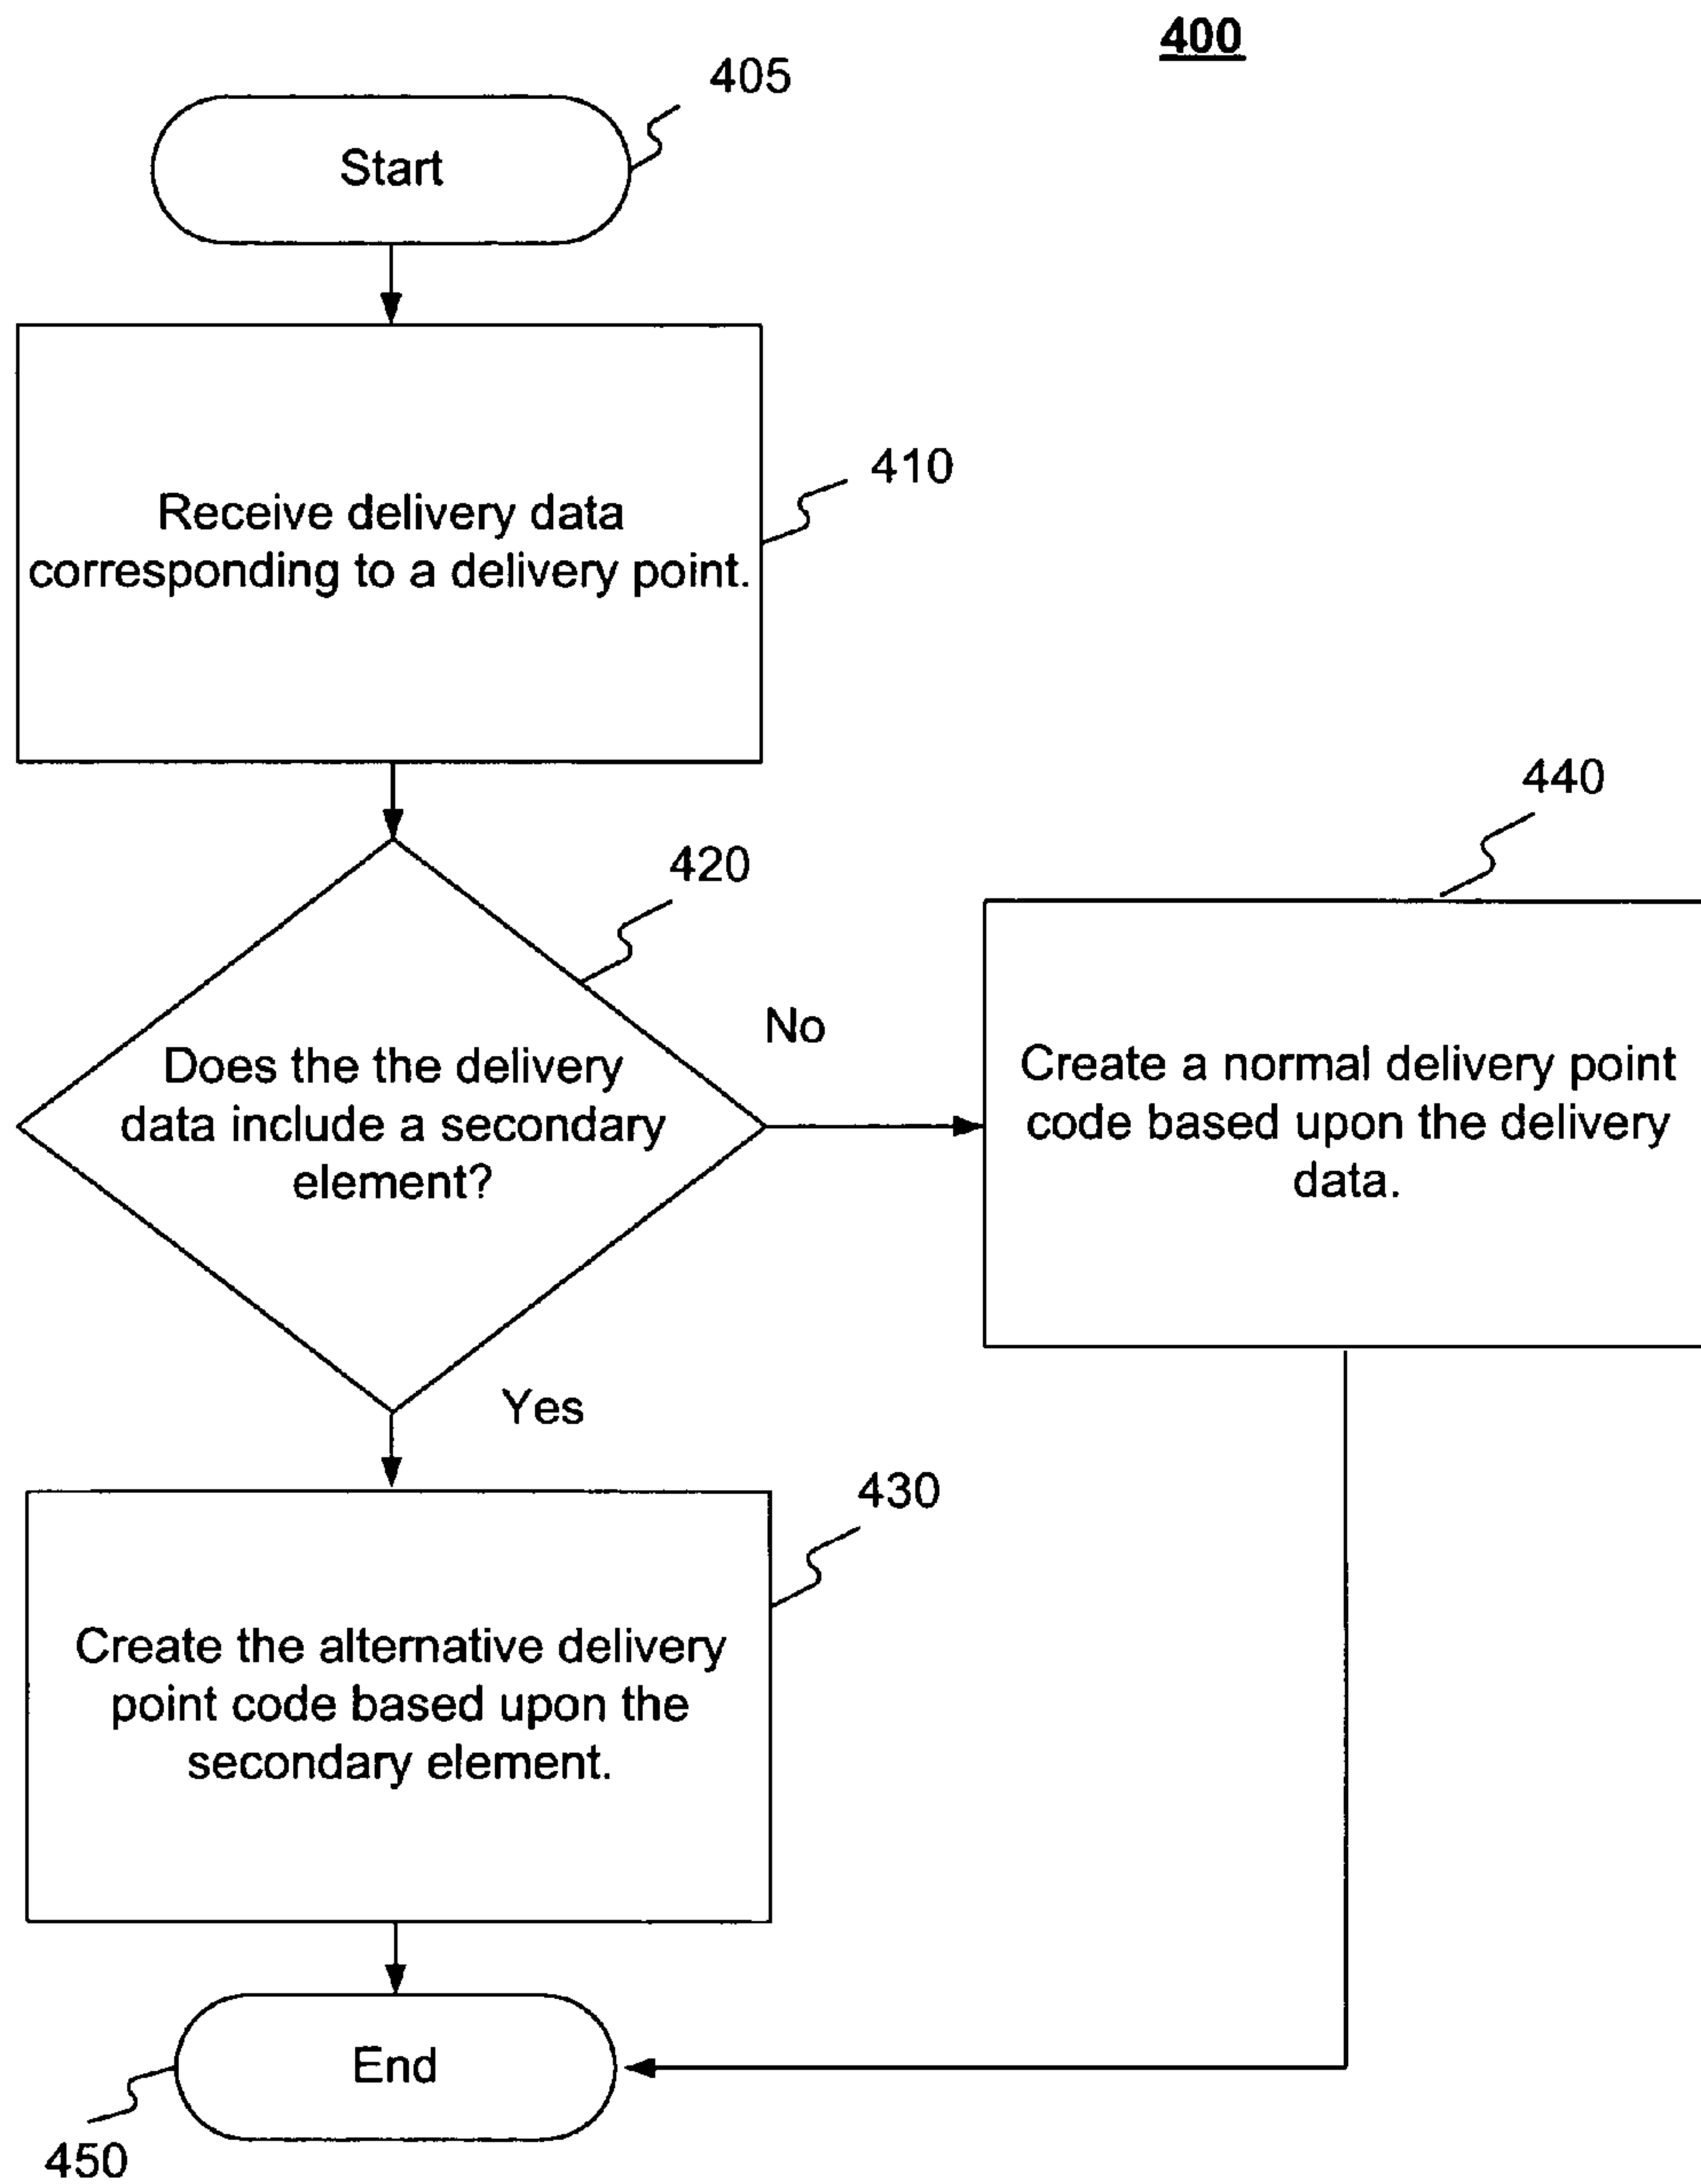 400
405
Start
410
Receive delivery data
corresponding to a delivery point.
420
Does the the delivery
data include a secondary
element?
No
440
Create a normal delivery point
code based upon the delivery
data.
Yes
430
Create the alternative delivery
point code based upon the
secondary element.
End
450